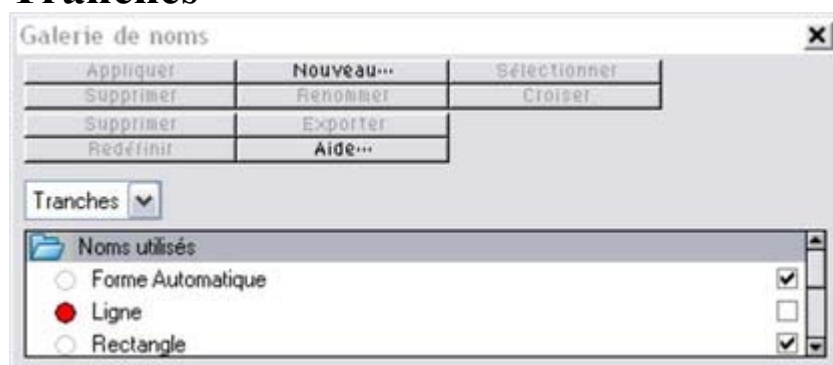 Tranches
Galerie de noms
Appliquer Nouveau... Sélectionner
Supprimer Renommer Croiser
Supprimer Exporter
Redéfinir Aide...
Tranches
Noms utilisés
Forme Automatique
Ligne
Rectangle